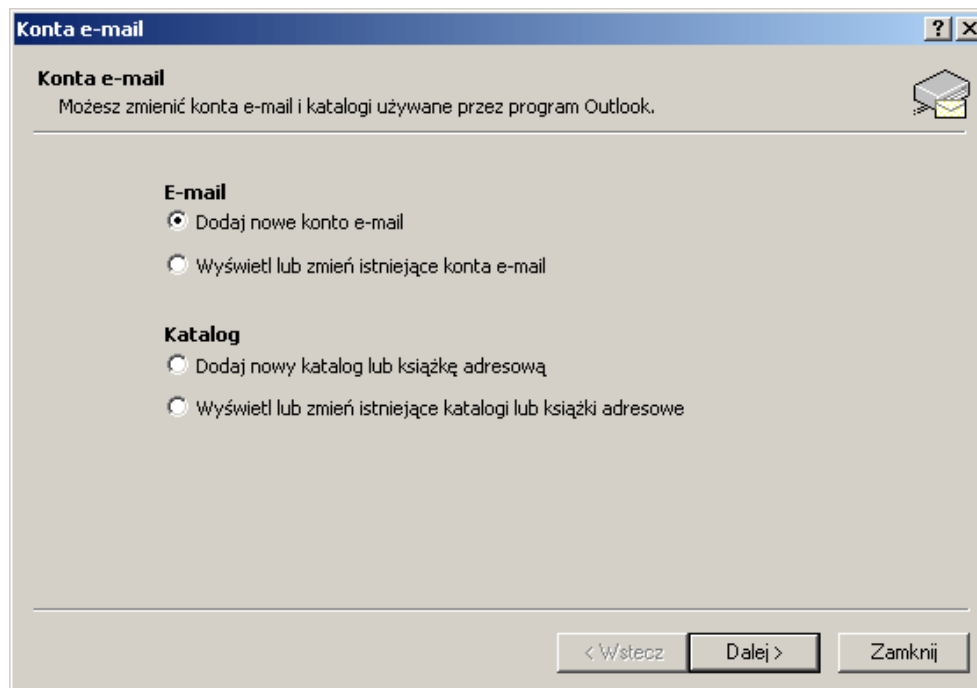 Konta e-mail
Konta e-mail
Możesz zmienić konta e-mail i katalogi używane przez program Outlook.
E-mail
Dodaj nowe konto e-mail
Wyświetl lub zmień istniejące konta e-mail
Katalog
Dodaj nowy katalog lub książkę adresową
Wyświetl lub zmień istniejące katalogi lub książki adresowe
< Wstecz Dalej > Zamknij